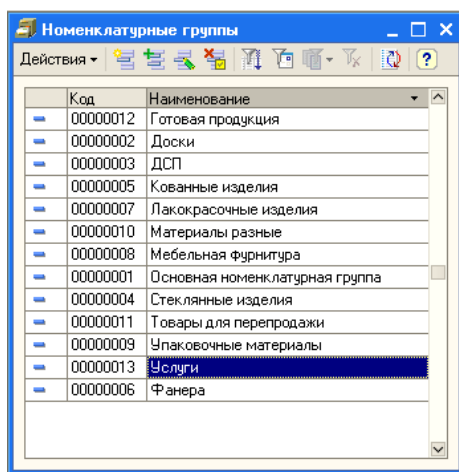 Номенклатурные группы
Действия
Код Наименование
00000012 Готовая продукция
00000002 Доски
00000003 ДСП
00000005 Кованные изделия
00000007 Лакокрасочные изделия
00000010 Материалы разные
00000008 Мебельная фурнитура
00000001 Основная номенклатурная группа
00000004 Стеклянные изделия
00000011 Товары для перепродажи
00000009 Упаковочные материалы
00000013 Услуги
00000006 Фанера